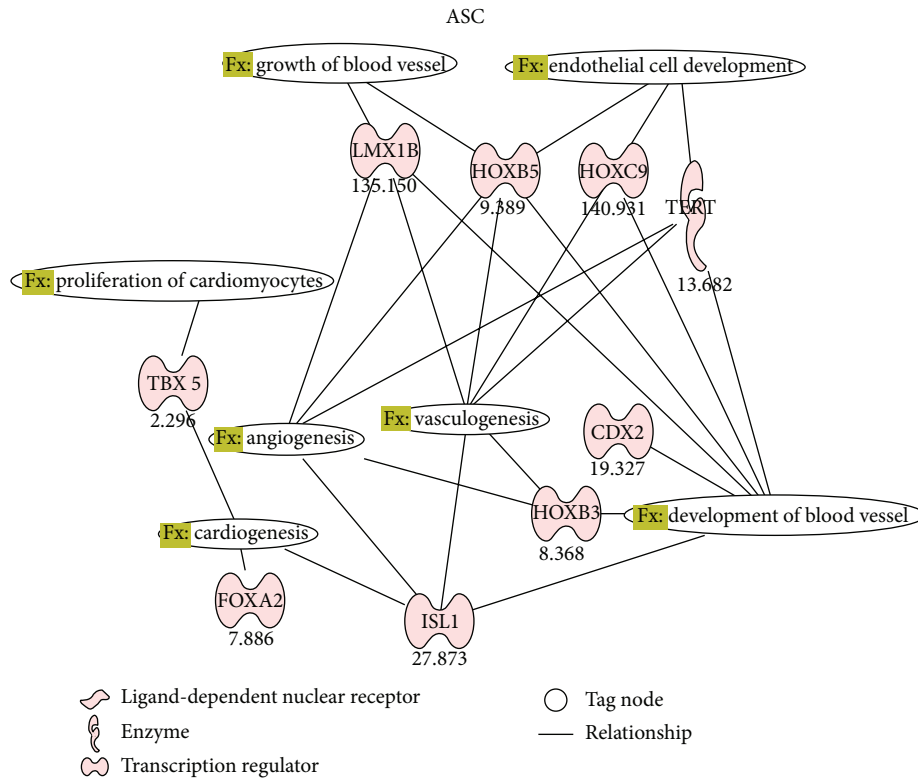 ASC
Fx: growth of blood vessel
Fx: endothelial cell development
LMX1B
135.150
HOXB5
9.389
HOXC9
140.931
TERT
13.682
Fx: proliferation of cardiomyocytes
TBX 5
2.296
Fx: angiogenesis
Fx: vasculogenesis
CDX2
19.327
HOXB3
8.368
Fx: development of blood vessel
Fx: cardiogenesis
FOXA2
7.886
ISL1
27.873
Ligand-dependent nuclear receptor
Enzyme
Transcription regulator
Tag node
Relationship